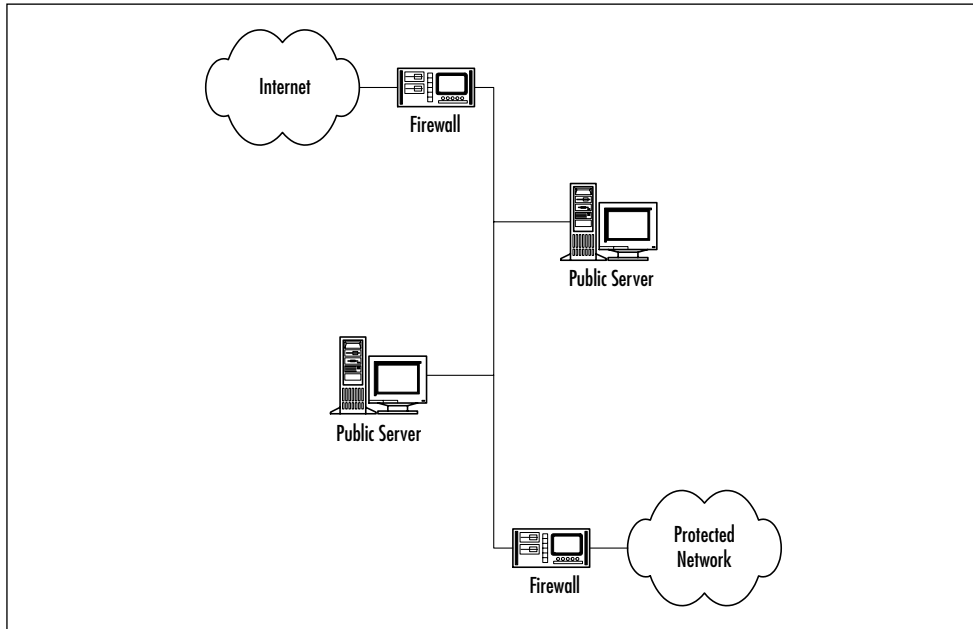 Internet
Firewall
Public Server
Public Server
Protected
Network
Firewall